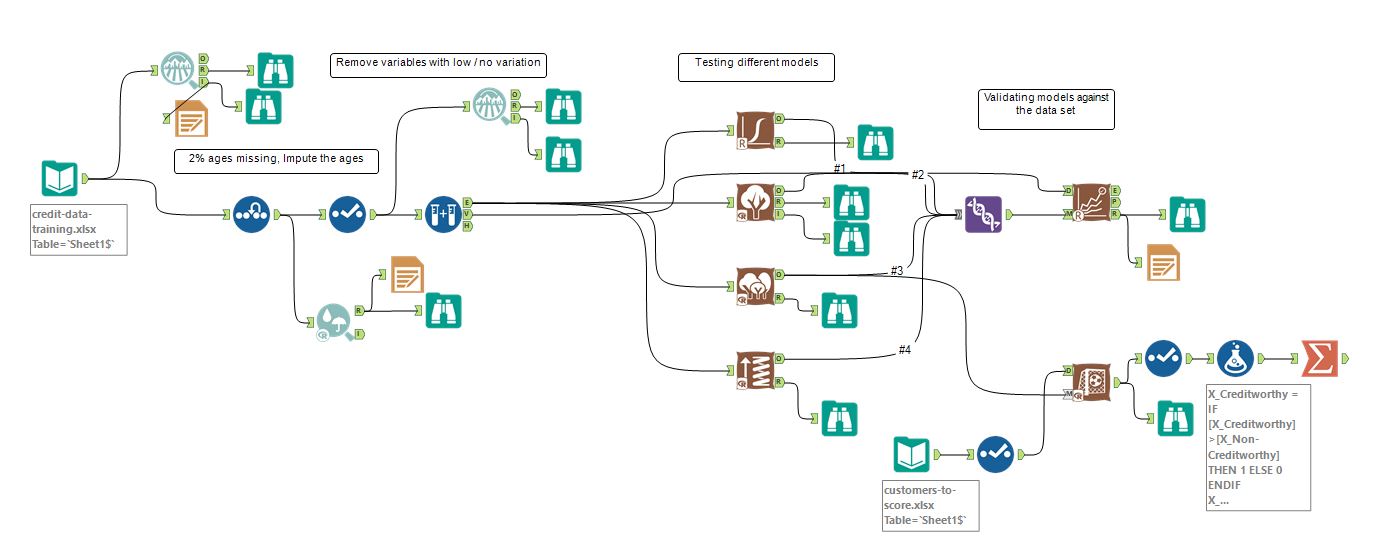 Remove variables with low / no variation
Testing different models
Validating models against
the data set
2% ages missing, Impute the ages
credit-data-
training.xlsx
Table=`Sheet1$`
O
R
I
O
R
I
E
V
H
R
I
R
O
R
R
O
R
I
R
O
R
R
O
R
#1
#2
#3
#4
D
M
E
P
R
D
M
R
customers-to-
score.xlsx
Table=`Sheet1$`
X_Creditworthy =
IF
[X_Creditworthy]
>[X_Non-
Creditworthy]
THEN 1 ELSE 0
ENDIF
X_...